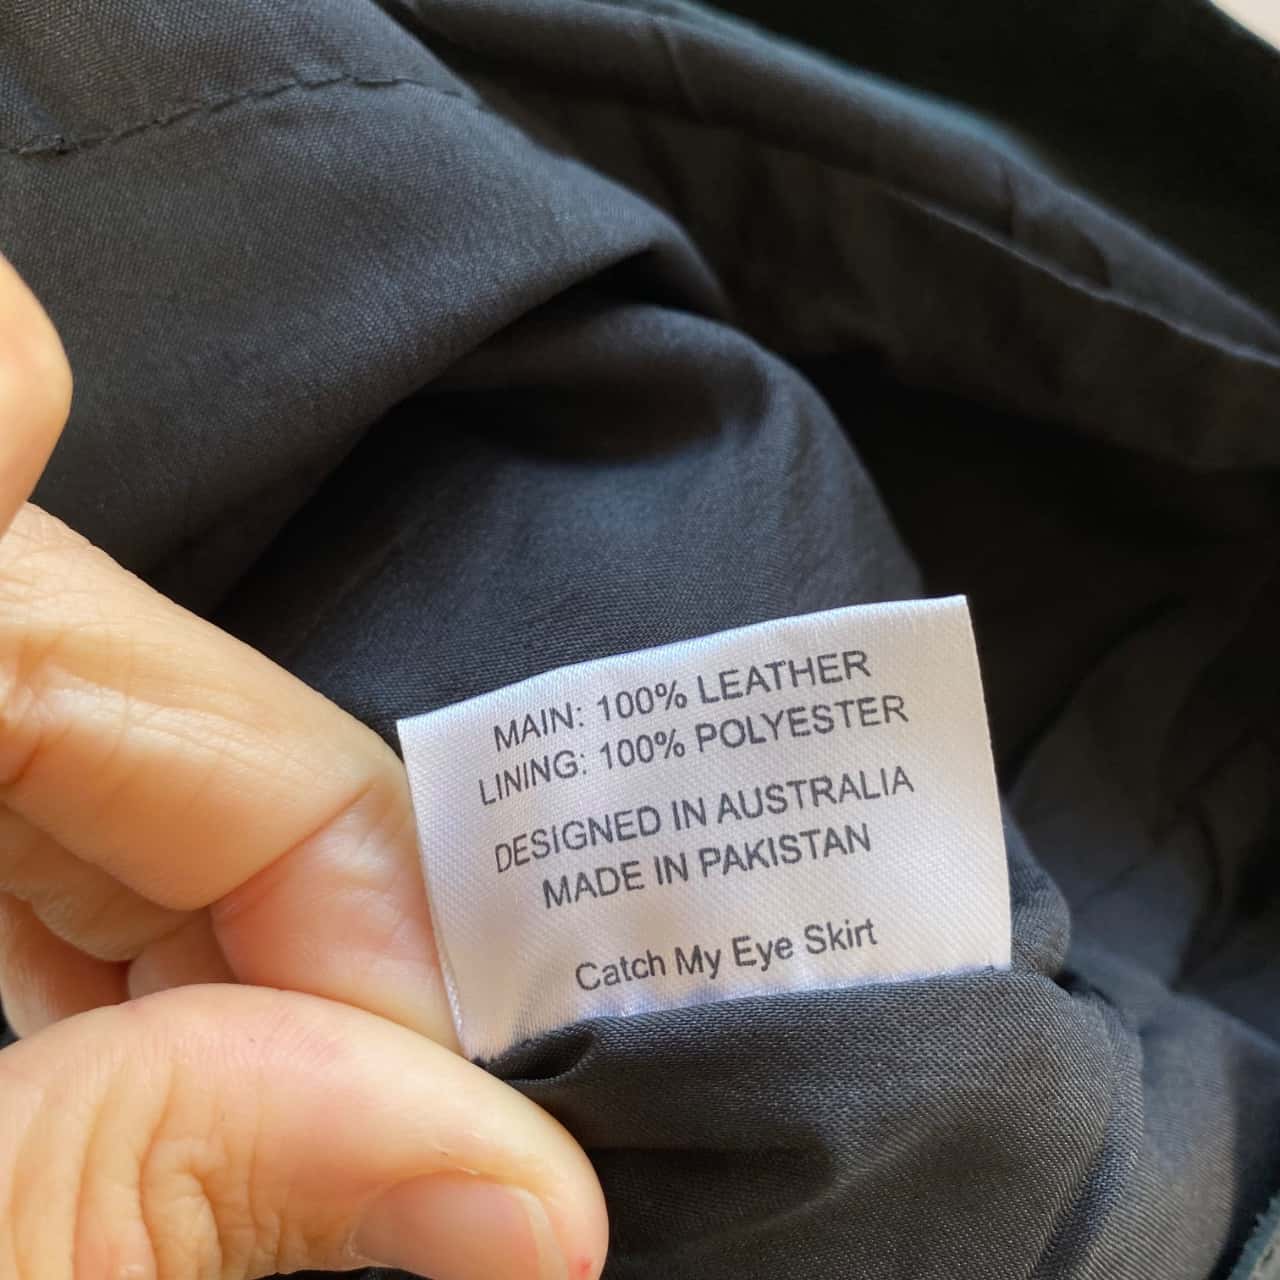 MAIN: 100% LEATHER
LINING: 100% POLYESTER
DESIGNED IN AUSTRALIA
MADE IN PAKISTAN
Catch My Eye Skirt